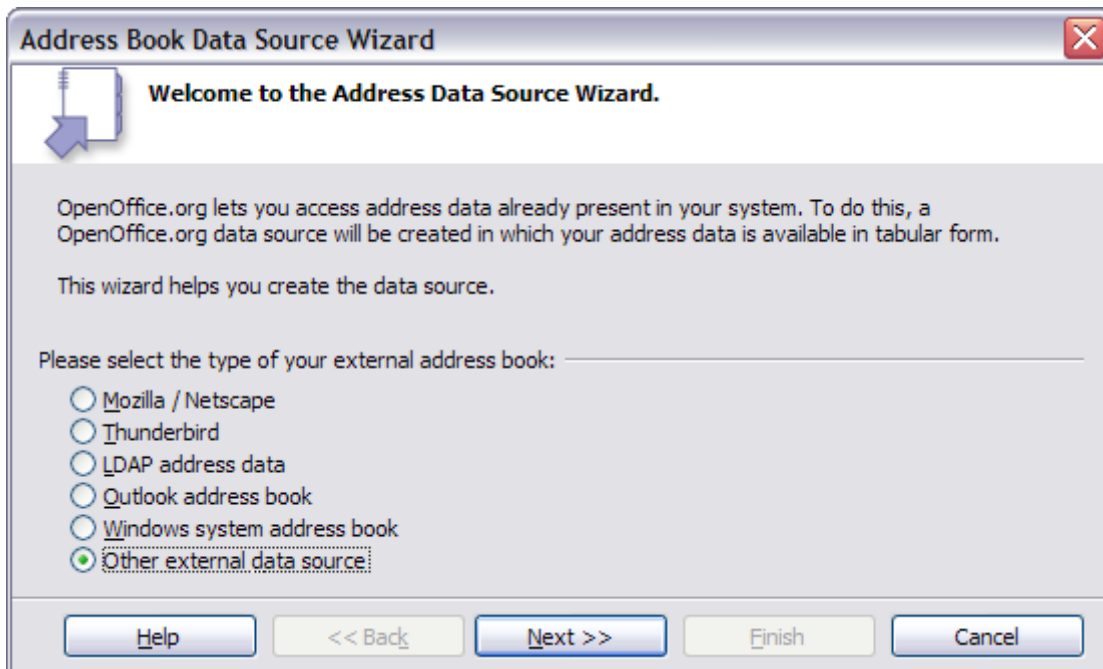 Address Book Data Source Wizard
Welcome to the Address Data Source Wizard.
OpenOffice.org lets you access address data already present in your system. To do this, a
OpenOffice.org data source will be created in which your address data is available in tabular form.
This wizard helps you create the data source.
Please select the type of your external address book:
Mozilla / Netscape
Thunderbird
LDAP address data
Outlook address book
Windows system address book
Other external data source
Help
<< Back
Next >>
Finish
Cancel